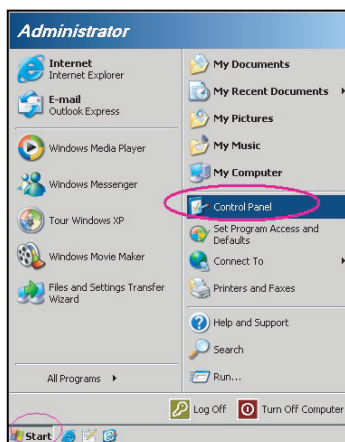 Administrator
Internet
Internet Explorer
E-mail
Outlook Express
Windows Media Player
Windows Messenger
Tour Windows XP
Windows Movie Maker
Files and Settings Transfer
Wizard
All Programs
My Documents
My Recent Documents
My Pictures
My Music
My Computer
Control Panel
Set Program Access and
Defaults
Connect To
Printers and Faxes
Help and Support
Search
Run...
Log Off
Turn Off Computer
Start